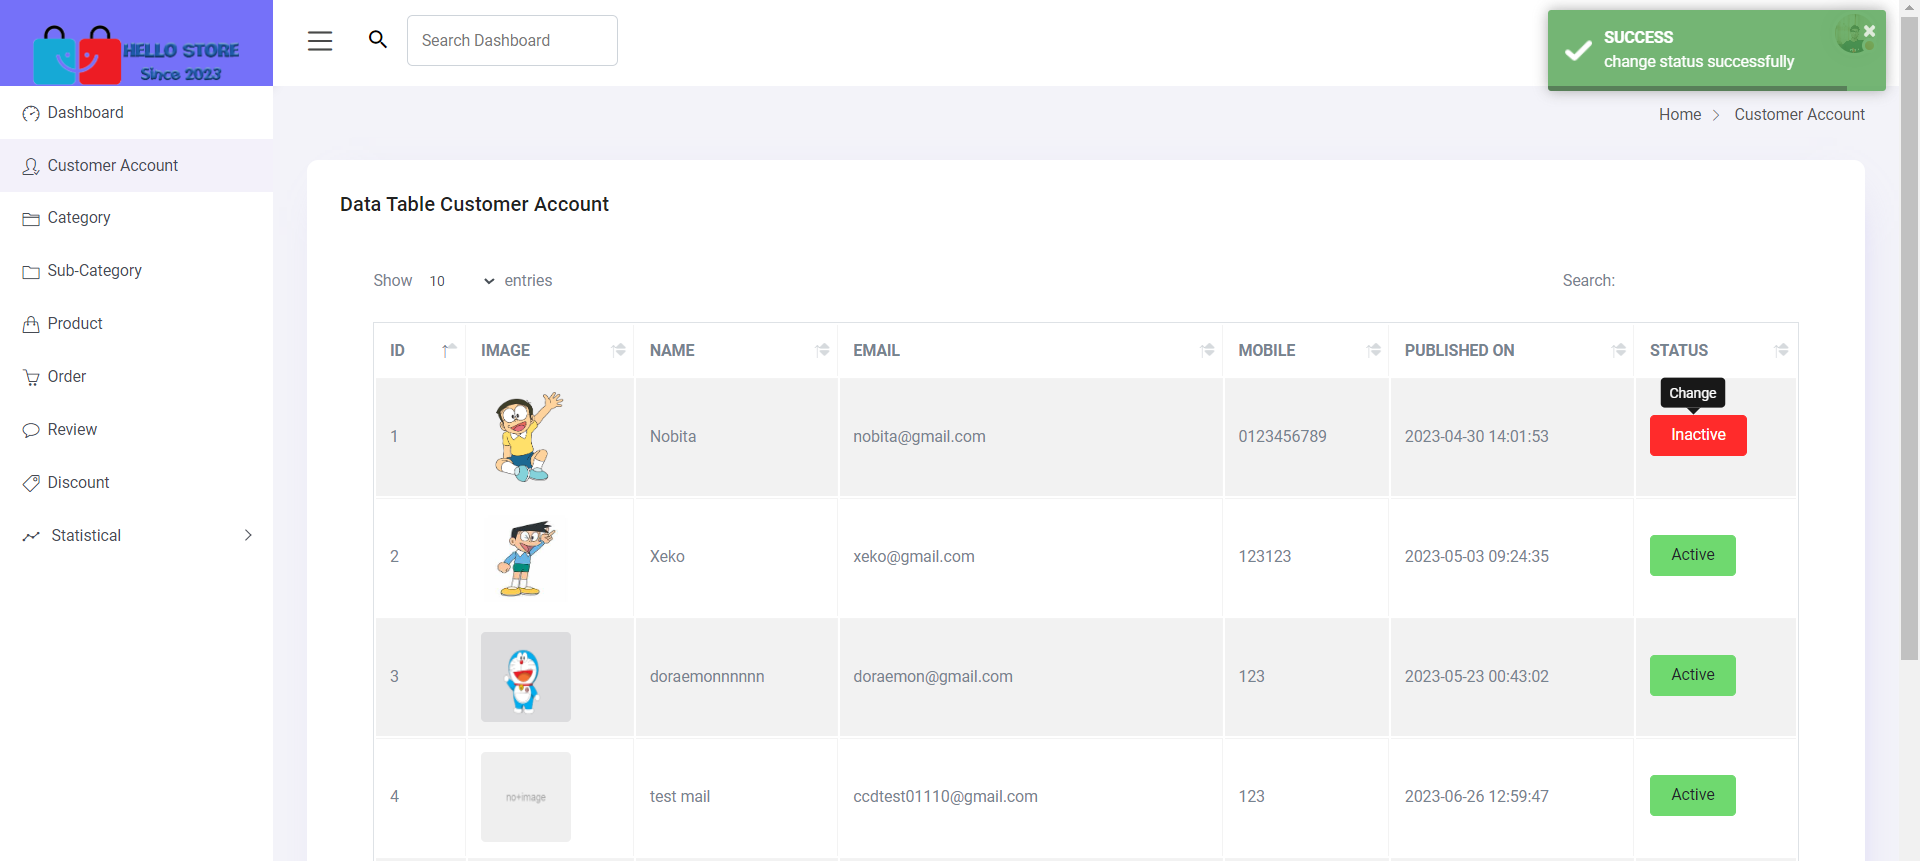 HELLO STORE
Since 2023
Search Dashboard
SUCCESS
change status successfully
Home
Customer Account
Dashboard
Customer Account
Category
Sub-Category
Product
Order
Review
Discount
Statistical
Data Table Customer Account
Show 10 entries
Search:
ID IMAGE NAME EMAIL MOBILE PUBLISHED ON STATUS
Change
1 Nobita nobita@gmail.com 0123456789 2023-04-30 14:01:53 Inactive
2 Xeko xeko@gmail.com 123123 2023-05-03 09:24:35 Active
3 doraemonnnnnn doraemon@gmail.com 123 2023-05-23 00:43:02 Active
4 no+image test mail ccdtest01110@gmail.com 123 2023-06-26 12:59:47 Active